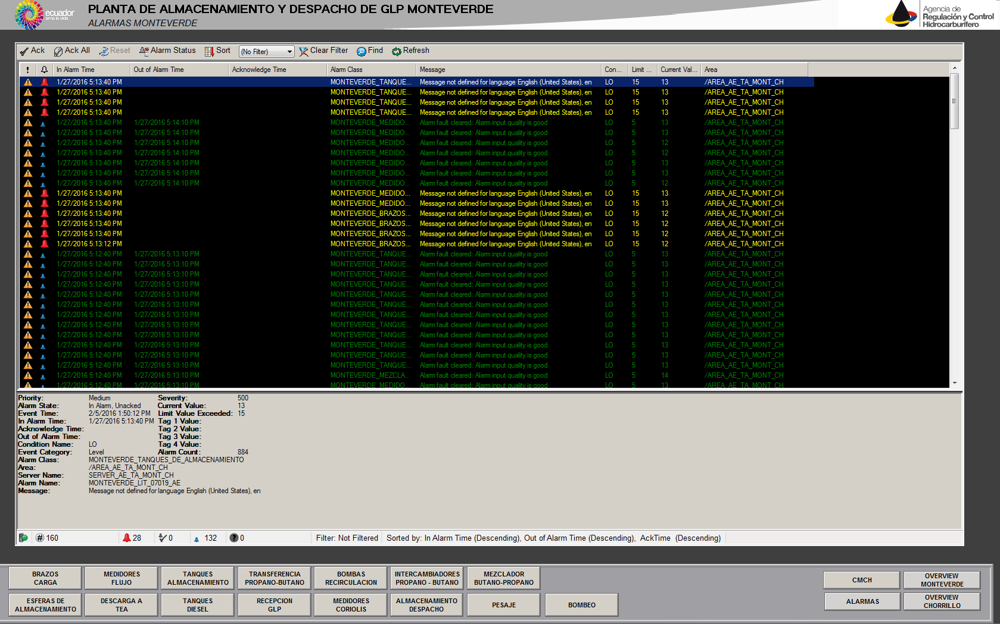 ecuador
ama la vida
PLANTA DE ALMACENAMIENTO Y DESPACHO DE GLP MONTEVERDE
ALARMAS MONTEVERDE
Agencia de
Regulación y Control
Hidrocarburífero
Ack Ack All Reset Alarm Status Sort (No Filter) Clear Filter Find Refresh
! In Alarm Time Out of Alarm Time Acknowledge Time Alarm Class Message Con... Limit ... Current Val... Area
1/27/2016 5:13:40 PM MONTEVERDE_TANQUE... Message not defined for language English (United States), en LO 15 13 /AREA_AE_TA_MONT_CH
1/27/2016 5:13:40 PM MONTEVERDE_TANQUE... Message not defined for language English (United States), en LO 15 13 /AREA_AE_TA_MONT_CH
1/27/2016 5:13:40 PM MONTEVERDE_TANQUE... Message not defined for language English (United States), en LO 15 13 /AREA_AE_TA_MONT_CH
1/27/2016 5:13:40 PM MONTEVERDE_TANQUE... Message not defined for language English (United States), en LO 15 13 /AREA_AE_TA_MONT_CH
1/27/2016 5:13:40 PM 1/27/2016 5:14:10 PM MONTEVERDE_MEDIDO... Alarm fault cleared: Alarm input quality is good LO 5 13 /AREA_AE_TA_MONT_CH
1/27/2016 5:13:40 PM 1/27/2016 5:14:10 PM MONTEVERDE_MEDIDO... Alarm fault cleared: Alarm input quality is good LO 5 13 /AREA_AE_TA_MONT_CH
1/27/2016 5:13:40 PM 1/27/2016 5:14:10 PM MONTEVERDE_MEDIDO... Alarm fault cleared: Alarm input quality is good LO 5 12 /AREA_AE_TA_MONT_CH
1/27/2016 5:13:40 PM 1/27/2016 5:14:10 PM MONTEVERDE_MEDIDO... Alarm fault cleared: Alarm input quality is good LO 5 12 /AREA_AE_TA_MONT_CH
1/27/2016 5:13:40 PM 1/27/2016 5:14:10 PM MONTEVERDE_MEDIDO... Alarm fault cleared: Alarm input quality is good LO 5 13 /AREA_AE_TA_MONT_CH
1/27/2016 5:13:40 PM 1/27/2016 5:14:10 PM MONTEVERDE_MEDIDO... Alarm fault cleared: Alarm input quality is good LO 5 13 /AREA_AE_TA_MONT_CH
1/27/2016 5:13:40 PM 1/27/2016 5:14:10 PM MONTEVERDE_MEDIDO... Alarm fault cleared: Alarm input quality is good LO 5 12 /AREA_AE_TA_MONT_CH
1/27/2016 5:13:40 PM MONTEVERDE_MEDIDO... Message not defined for language English (United States), en LO 15 13 /AREA_AE_TA_MONT_CH
1/27/2016 5:13:40 PM MONTEVERDE_MEDIDO... Message not defined for language English (United States), en LO 15 13 /AREA_AE_TA_MONT_CH
1/27/2016 5:13:40 PM MONTEVERDE_BRAZOS... Message not defined for language English (United States), en LO 15 12 /AREA_AE_TA_MONT_CH
1/27/2016 5:13:40 PM MONTEVERDE_BRAZOS... Message not defined for language English (United States), en LO 15 12 /AREA_AE_TA_MONT_CH
1/27/2016 5:13:40 PM MONTEVERDE_BRAZOS... Message not defined for language English (United States), en LO 15 12 /AREA_AE_TA_MONT_CH
1/27/2016 5:13:12 PM MONTEVERDE_BRAZOS... Message not defined for language English (United States), en LO 15 12 /AREA_AE_TA_MONT_CH
1/27/2016 5:12:40 PM 1/27/2016 5:13:10 PM MONTEVERDE_TANQUE... Alarm fault cleared: Alarm input quality is good LO 5 13 /AREA_AE_TA_MONT_CH
1/27/2016 5:12:40 PM 1/27/2016 5:13:10 PM MONTEVERDE_TANQUE... Alarm fault cleared: Alarm input quality is good LO 5 13 /AREA_AE_TA_MONT_CH
1/27/2016 5:12:40 PM 1/27/2016 5:13:10 PM MONTEVERDE_TANQUE... Alarm fault cleared: Alarm input quality is good LO 5 13 /AREA_AE_TA_MONT_CH
1/27/2016 5:12:40 PM 1/27/2016 5:13:10 PM MONTEVERDE_TANQUE... Alarm fault cleared: Alarm input quality is good LO 5 13 /AREA_AE_TA_MONT_CH
1/27/2016 5:12:40 PM 1/27/2016 5:13:10 PM MONTEVERDE_TANQUE... Alarm fault cleared: Alarm input quality is good LO 5 13 /AREA_AE_TA_MONT_CH
1/27/2016 5:12:40 PM 1/27/2016 5:13:10 PM MONTEVERDE_TANQUE... Alarm fault cleared: Alarm input quality is good LO 5 13 /AREA_AE_TA_MONT_CH
1/27/2016 5:12:40 PM 1/27/2016 5:13:10 PM MONTEVERDE_TANQUE... Alarm fault cleared: Alarm input quality is good LO 5 13 /AREA_AE_TA_MONT_CH
1/27/2016 5:12:40 PM 1/27/2016 5:13:10 PM MONTEVERDE_TANQUE... Alarm fault cleared: Alarm input quality is good LO 5 13 /AREA_AE_TA_MONT_CH
1/27/2016 5:12:40 PM 1/27/2016 5:13:10 PM MONTEVERDE_TANQUE... Alarm fault cleared: Alarm input quality is good LO 5 13 /AREA_AE_TA_MONT_CH
1/27/2016 5:12:40 PM 1/27/2016 5:13:10 PM MONTEVERDE_TANQUE... Alarm fault cleared: Alarm input quality is good LO 5 13 /AREA_AE_TA_MONT_CH
1/27/2016 5:12:40 PM 1/27/2016 5:13:10 PM MONTEVERDE_TANQUE... Alarm fault cleared: Alarm input quality is good LO 5 13 /AREA_AE_TA_MONT_CH
1/27/2016 5:12:40 PM 1/27/2016 5:13:10 PM MONTEVERDE_TANQUE... Alarm fault cleared: Alarm input quality is good LO 5 13 /AREA_AE_TA_MONT_CH
1/27/2016 5:12:40 PM 1/27/2016 5:13:10 PM MONTEVERDE_MEZCLA... Alarm fault cleared: Alarm input quality is good LO 5 14 /AREA_AE_TA_MONT_CH
1/27/2016 5:12:40 PM 1/27/2016 5:13:10 PM MONTEVERDE_MEDIDO... Alarm fault cleared: Alarm input quality is good LO 5 13 /AREA_AE_TA_MONT_CH
Priority: Medium Severity: 500
Alarm State: In Alarm, Unacked Current Value: 13
Event Time: 2/5/2016 1:50:12 PM Limit Value Exceeded: 15
In Alarm Time: 1/27/2016 5:13:40 PM Tag 1 Value:
Acknowledge Time: Tag 2 Value:
Out of Alarm Time: Tag 3 Value:
Condition Name: LO Tag 4 Value:
Event Category: Level Alarm Count: 884
Alarm Class: MONTEVERDE_TANQUES_DE_ALMACENAMIENTO
Area: /AREA_AE_TA_MONT_CH
Server Name: SERVER_AE_TA_MONT_CH
Alarm Name: MONTEVERDE_LIT_07019_AE
Message: Message not defined for language English (United States), en
# 160 28 0 132 ? 0 Filter: Not Filtered Sorted by: In Alarm Time (Descending), Out of Alarm Time (Descending), AckTime (Descending)
BRAZOS
CARGA
MEDIDORES
FLUJO
TANQUES
ALMACENAMIENTO
TRANSFERENCIA
PROPANO-BUTANO
BOMBAS
RECIRCULACION
INTERCAMBIADORES
PROPANO - BUTANO
MEZCLADOR
BUTANO-PROPANO
CMCH
OVERVIEW
MONTEVERDE
ESFERAS DE
ALMACENAMIENTO
DESCARGA A
TEA
TANQUES
DIESEL
RECEPCION
GLP
MEDIDORES
CORIOLIS
ALMACENAMIENTO
DESPACHO
PESAJE
BOMBEO
ALARMAS
OVERVIEW
CHORRILLO